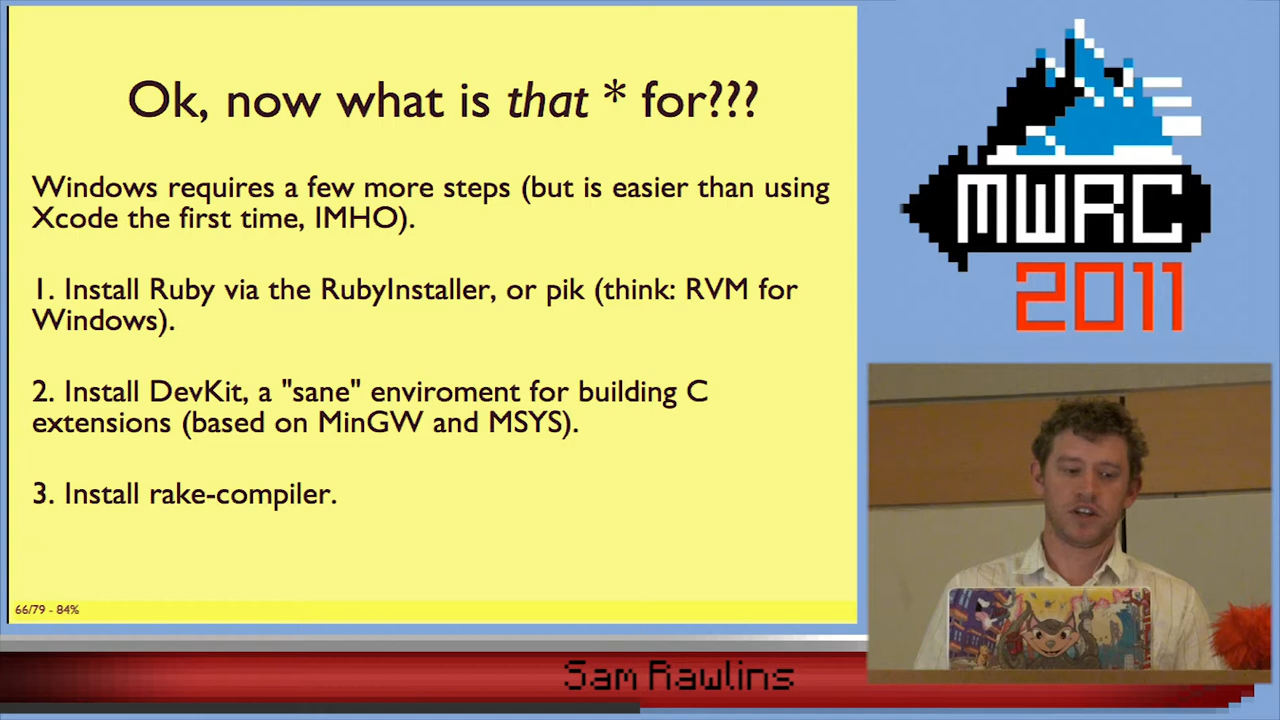 Ok, now what is that * for???
Windows requires a few more steps (but is easier than using
Xcode the first time, IMHO).
1. Install Ruby via the RubyInstaller, or pik (think: RVM for
Windows).
2. Install DevKit, a "sane" enviroment for building C
extensions (based on MinGW and MSYS).
3. Install rake-compiler.
66/79 - 84%
MWRC
2011
Sam Rawlins